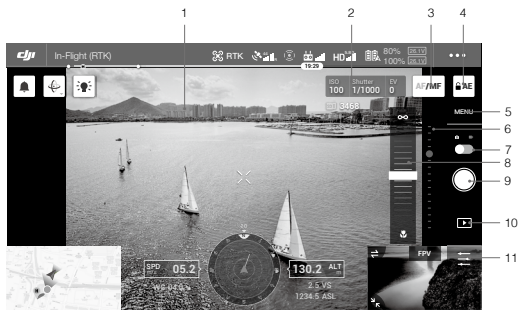 1 2 3 4
dji In-Flight (RTK) RTK HD 80% 26.1V
100% 26.1V
19:29
ISO Shutter EV
100 1/1000 0
AF/MF AE
3468
MENU 5
6
7
8
9
10
FPV 11
SPD 05.2 130.2 ALT
2.5 VS
1234.5 ASL